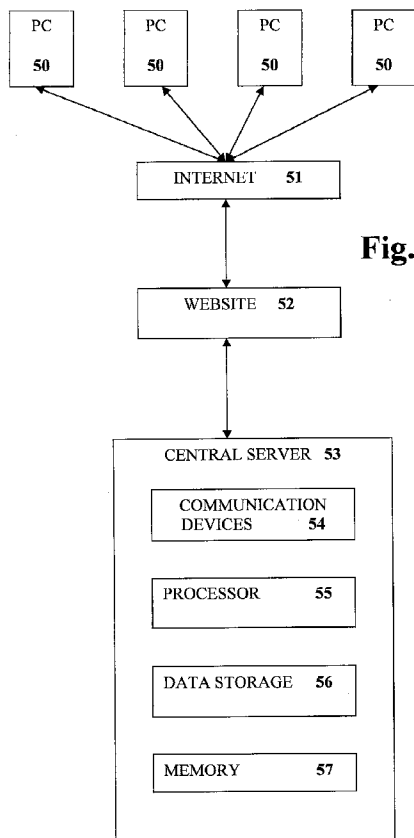 PC PC PC PC
50 50 50 50
INTERNET 51
Fig.
WEBSITE 52
CENTRAL SERVER 53
COMMUNICATION
DEVICES 54
PROCESSOR 55
DATA STORAGE 56
MEMORY 57